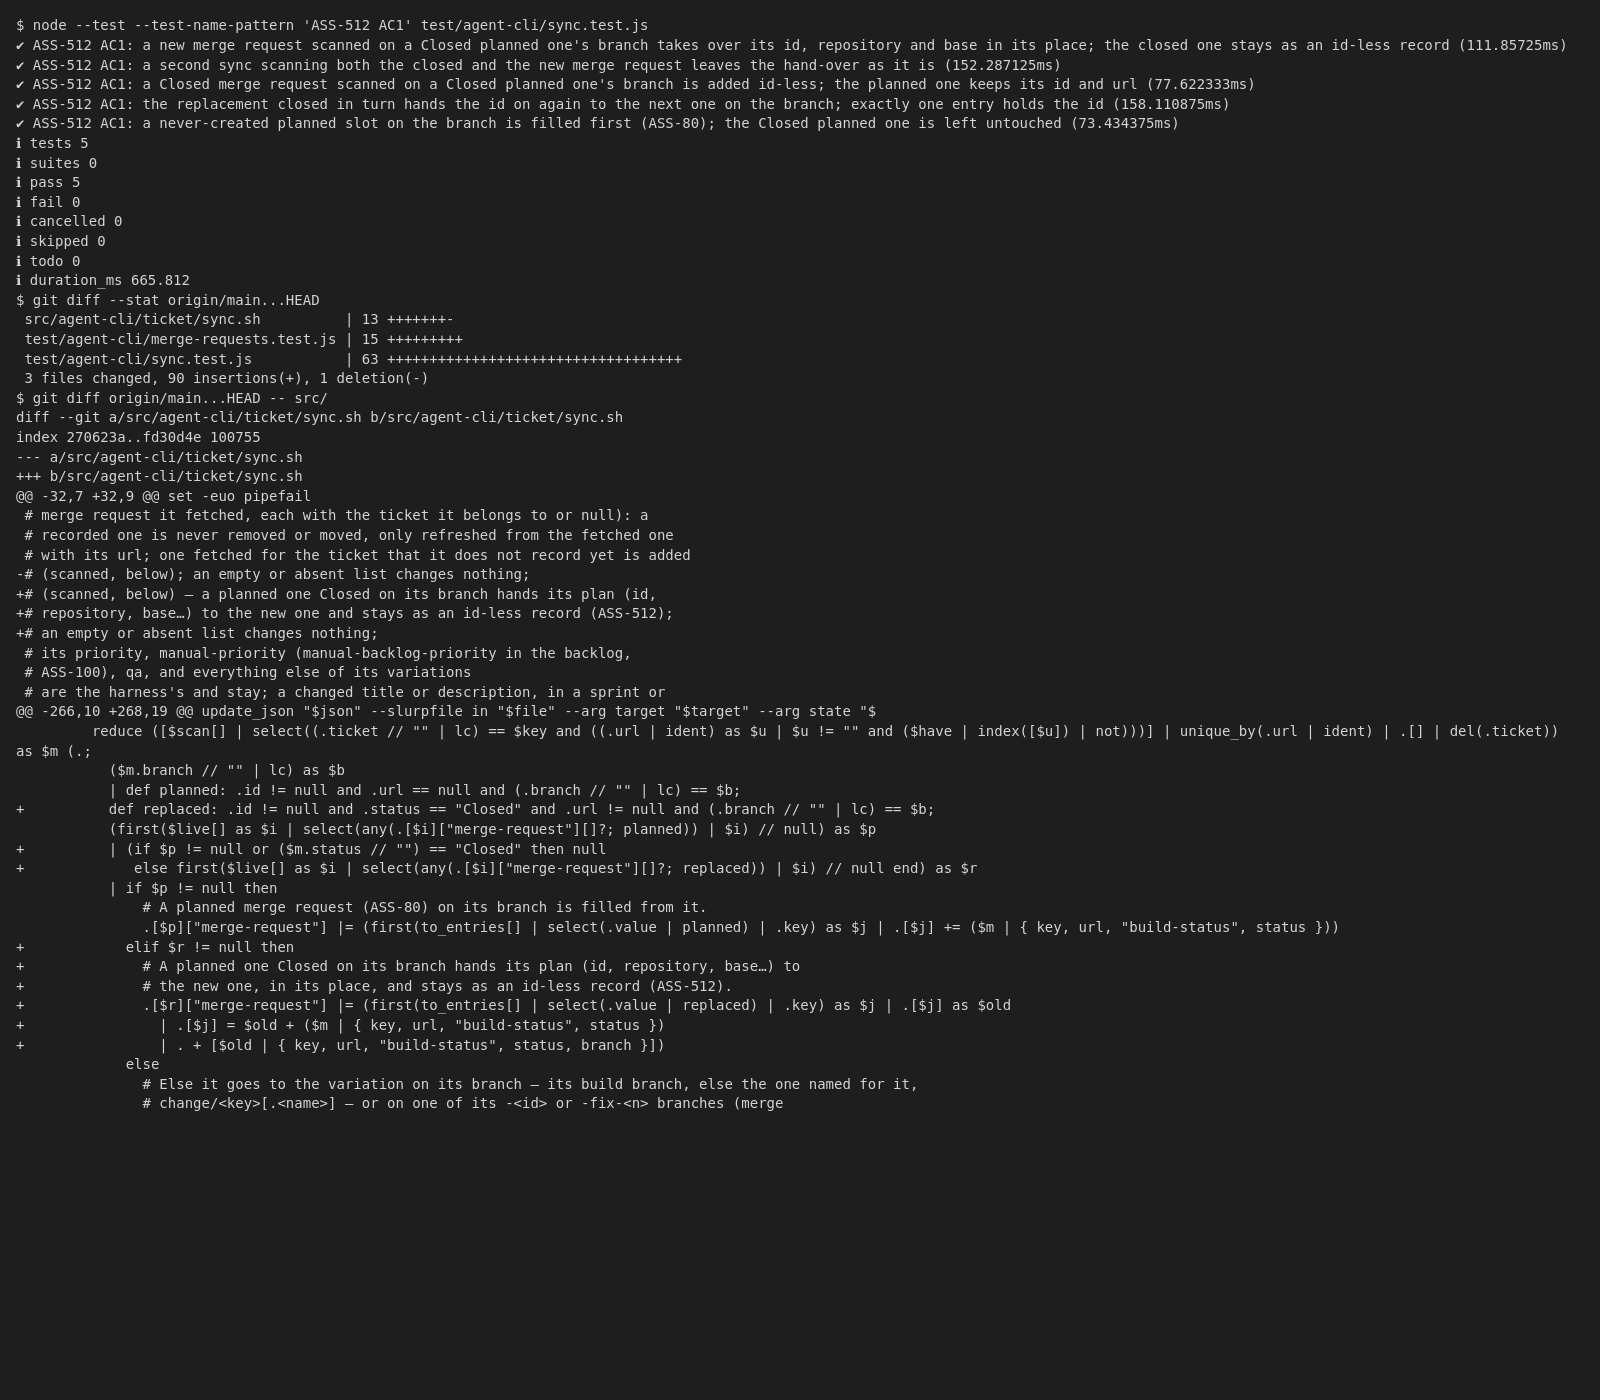 $ node --test --test-name-pattern 'ASS-512 AC1' test/agent-cli/sync.test.js
✔ ASS-512 AC1: a new merge request scanned on a Closed planned one's branch takes over its id, repository and base in its place; the closed one stays as an id-less record (111.85725ms)
✔ ASS-512 AC1: a second sync scanning both the closed and the new merge request leaves the hand-over as it is (152.287125ms)
✔ ASS-512 AC1: a Closed merge request scanned on a Closed planned one's branch is added id-less; the planned one keeps its id and url (77.622333ms)
✔ ASS-512 AC1: the replacement closed in turn hands the id on again to the next one on the branch; exactly one entry holds the id (158.110875ms)
✔ ASS-512 AC1: a never-created planned slot on the branch is filled first (ASS-80); the Closed planned one is left untouched (73.434375ms)
ℹ tests 5
ℹ suites 0
ℹ pass 5
ℹ fail 0
ℹ cancelled 0
ℹ skipped 0
ℹ todo 0
ℹ duration_ms 665.812
$ git diff --stat origin/main...HEAD
 src/agent-cli/ticket/sync.sh          | 13 +++++++-
 test/agent-cli/merge-requests.test.js | 15 +++++++++
 test/agent-cli/sync.test.js           | 63 +++++++++++++++++++++++++++++++++++
 3 files changed, 90 insertions(+), 1 deletion(-)
$ git diff origin/main...HEAD -- src/
diff --git a/src/agent-cli/ticket/sync.sh b/src/agent-cli/ticket/sync.sh
index 270623a..fd30d4e 100755
--- a/src/agent-cli/ticket/sync.sh
+++ b/src/agent-cli/ticket/sync.sh
@@ -32,7 +32,9 @@ set -euo pipefail
 # merge request it fetched, each with the ticket it belongs to or null): a
 # recorded one is never removed or moved, only refreshed from the fetched one
 # with its url; one fetched for the ticket that it does not record yet is added
-# (scanned, below); an empty or absent list changes nothing;
+# (scanned, below) — a planned one Closed on its branch hands its plan (id,
+# repository, base…) to the new one and stays as an id-less record (ASS-512);
+# an empty or absent list changes nothing;
 # its priority, manual-priority (manual-backlog-priority in the backlog,
 # ASS-100), qa, and everything else of its variations
 # are the harness's and stay; a changed title or description, in a sprint or
@@ -266,10 +268,19 @@ update_json "$json" --slurpfile in "$file" --arg target "$target" --arg state "$
         reduce ([$scan[] | select((.ticket // "" | lc) == $key and ((.url | ident) as $u | $u != "" and ($have | index([$u]) | not)))] | unique_by(.url | ident) | .[] | del(.ticket))
as $m (.;
           ($m.branch // "" | lc) as $b
           | def planned: .id != null and .url == null and (.branch // "" | lc) == $b;
+          def replaced: .id != null and .status == "Closed" and .url != null and (.branch // "" | lc) == $b;
           (first($live[] as $i | select(any(.[$i]["merge-request"][]?; planned)) | $i) // null) as $p
+          | (if $p != null or ($m.status // "") == "Closed" then null
+             else first($live[] as $i | select(any(.[$i]["merge-request"][]?; replaced)) | $i) // null end) as $r
           | if $p != null then
               # A planned merge request (ASS-80) on its branch is filled from it.
               .[$p]["merge-request"] |= (first(to_entries[] | select(.value | planned) | .key) as $j | .[$j] += ($m | { key, url, "build-status", status }))
+            elif $r != null then
+              # A planned one Closed on its branch hands its plan (id, repository, base…) to
+              # the new one, in its place, and stays as an id-less record (ASS-512).
+              .[$r]["merge-request"] |= (first(to_entries[] | select(.value | replaced) | .key) as $j | .[$j] as $old
+                | .[$j] = $old + ($m | { key, url, "build-status", status })
+                | . + [$old | { key, url, "build-status", status, branch }])
             else
               # Else it goes to the variation on its branch — its build branch, else the one named for it,
               # change/<key>[.<name>] — or on one of its -<id> or -fix-<n> branches (merge